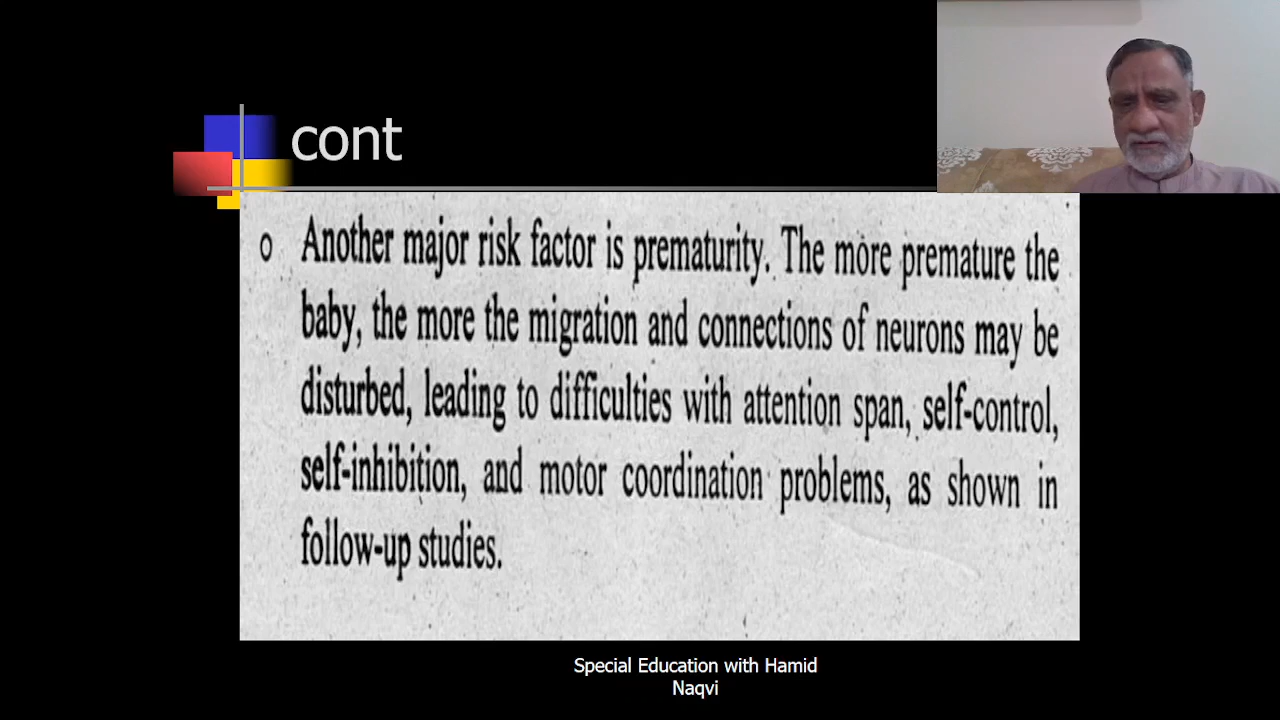 cont
o Another major risk factor is prematurity. The more premature the
baby, the more the migration and connections of neurons may be
disturbed, leading to difficulties with attention span, self-control,
self-inhibition, and motor coordination problems, as shown in
follow-up studies.
Special Education with Hamid
Naqvi